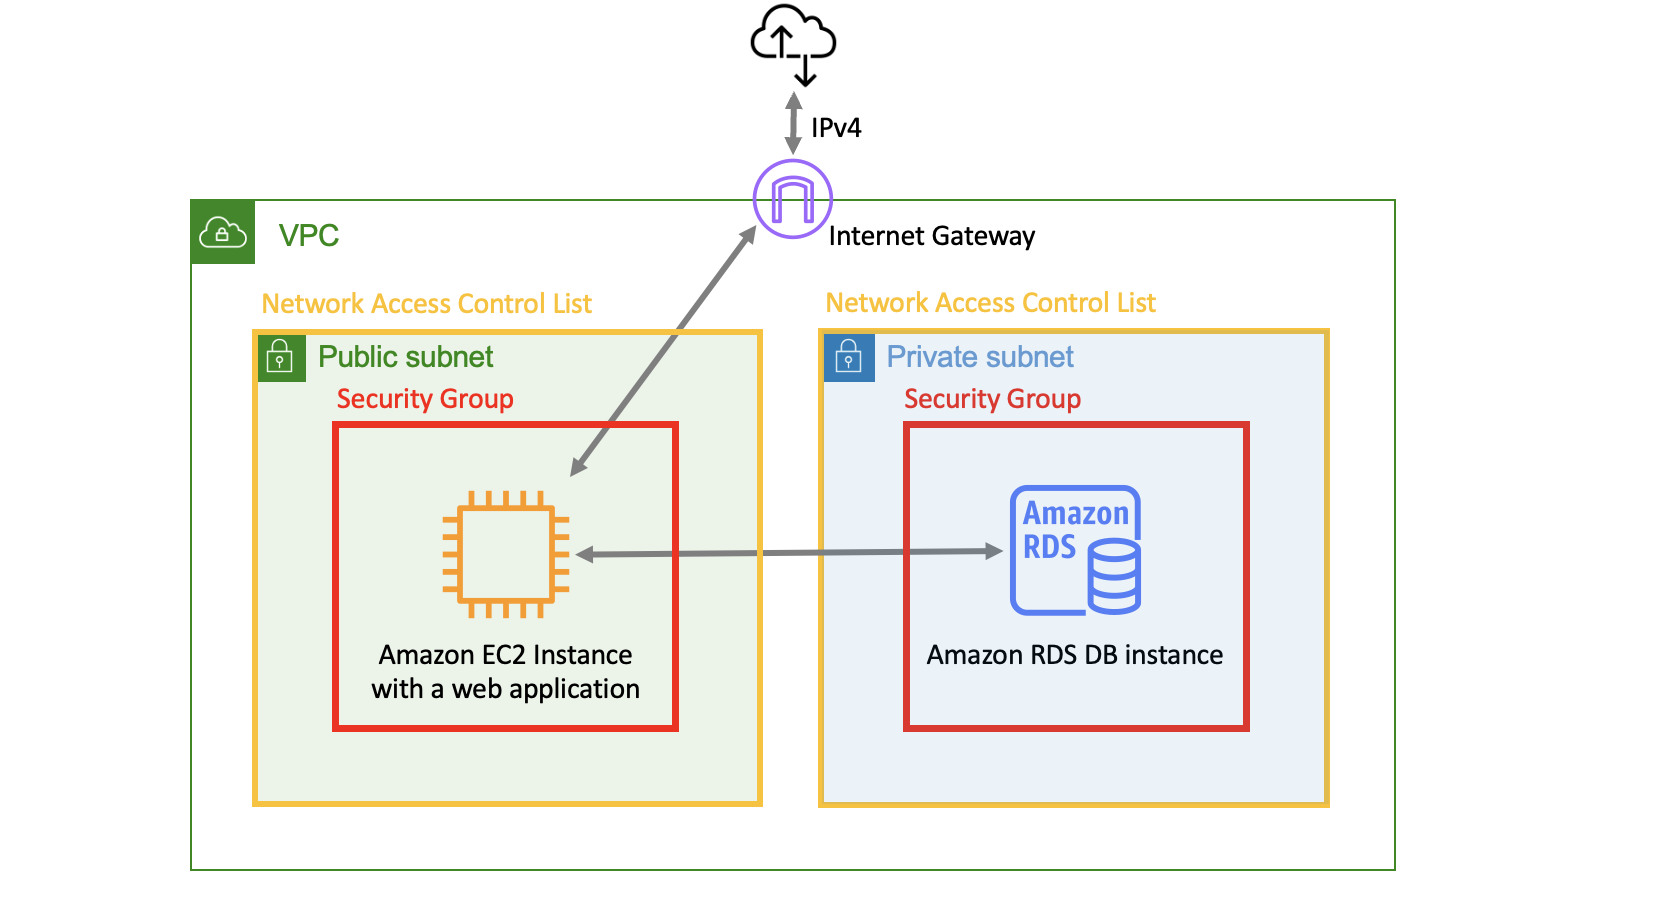 IPv4
VPC
Internet Gateway
Network Access Control List
Network Access Control List
Public subnet
Private subnet
Security Group
Security Group
Amazon
RDS
Amazon EC2 Instance
with a web application
Amazon RDS DB instance